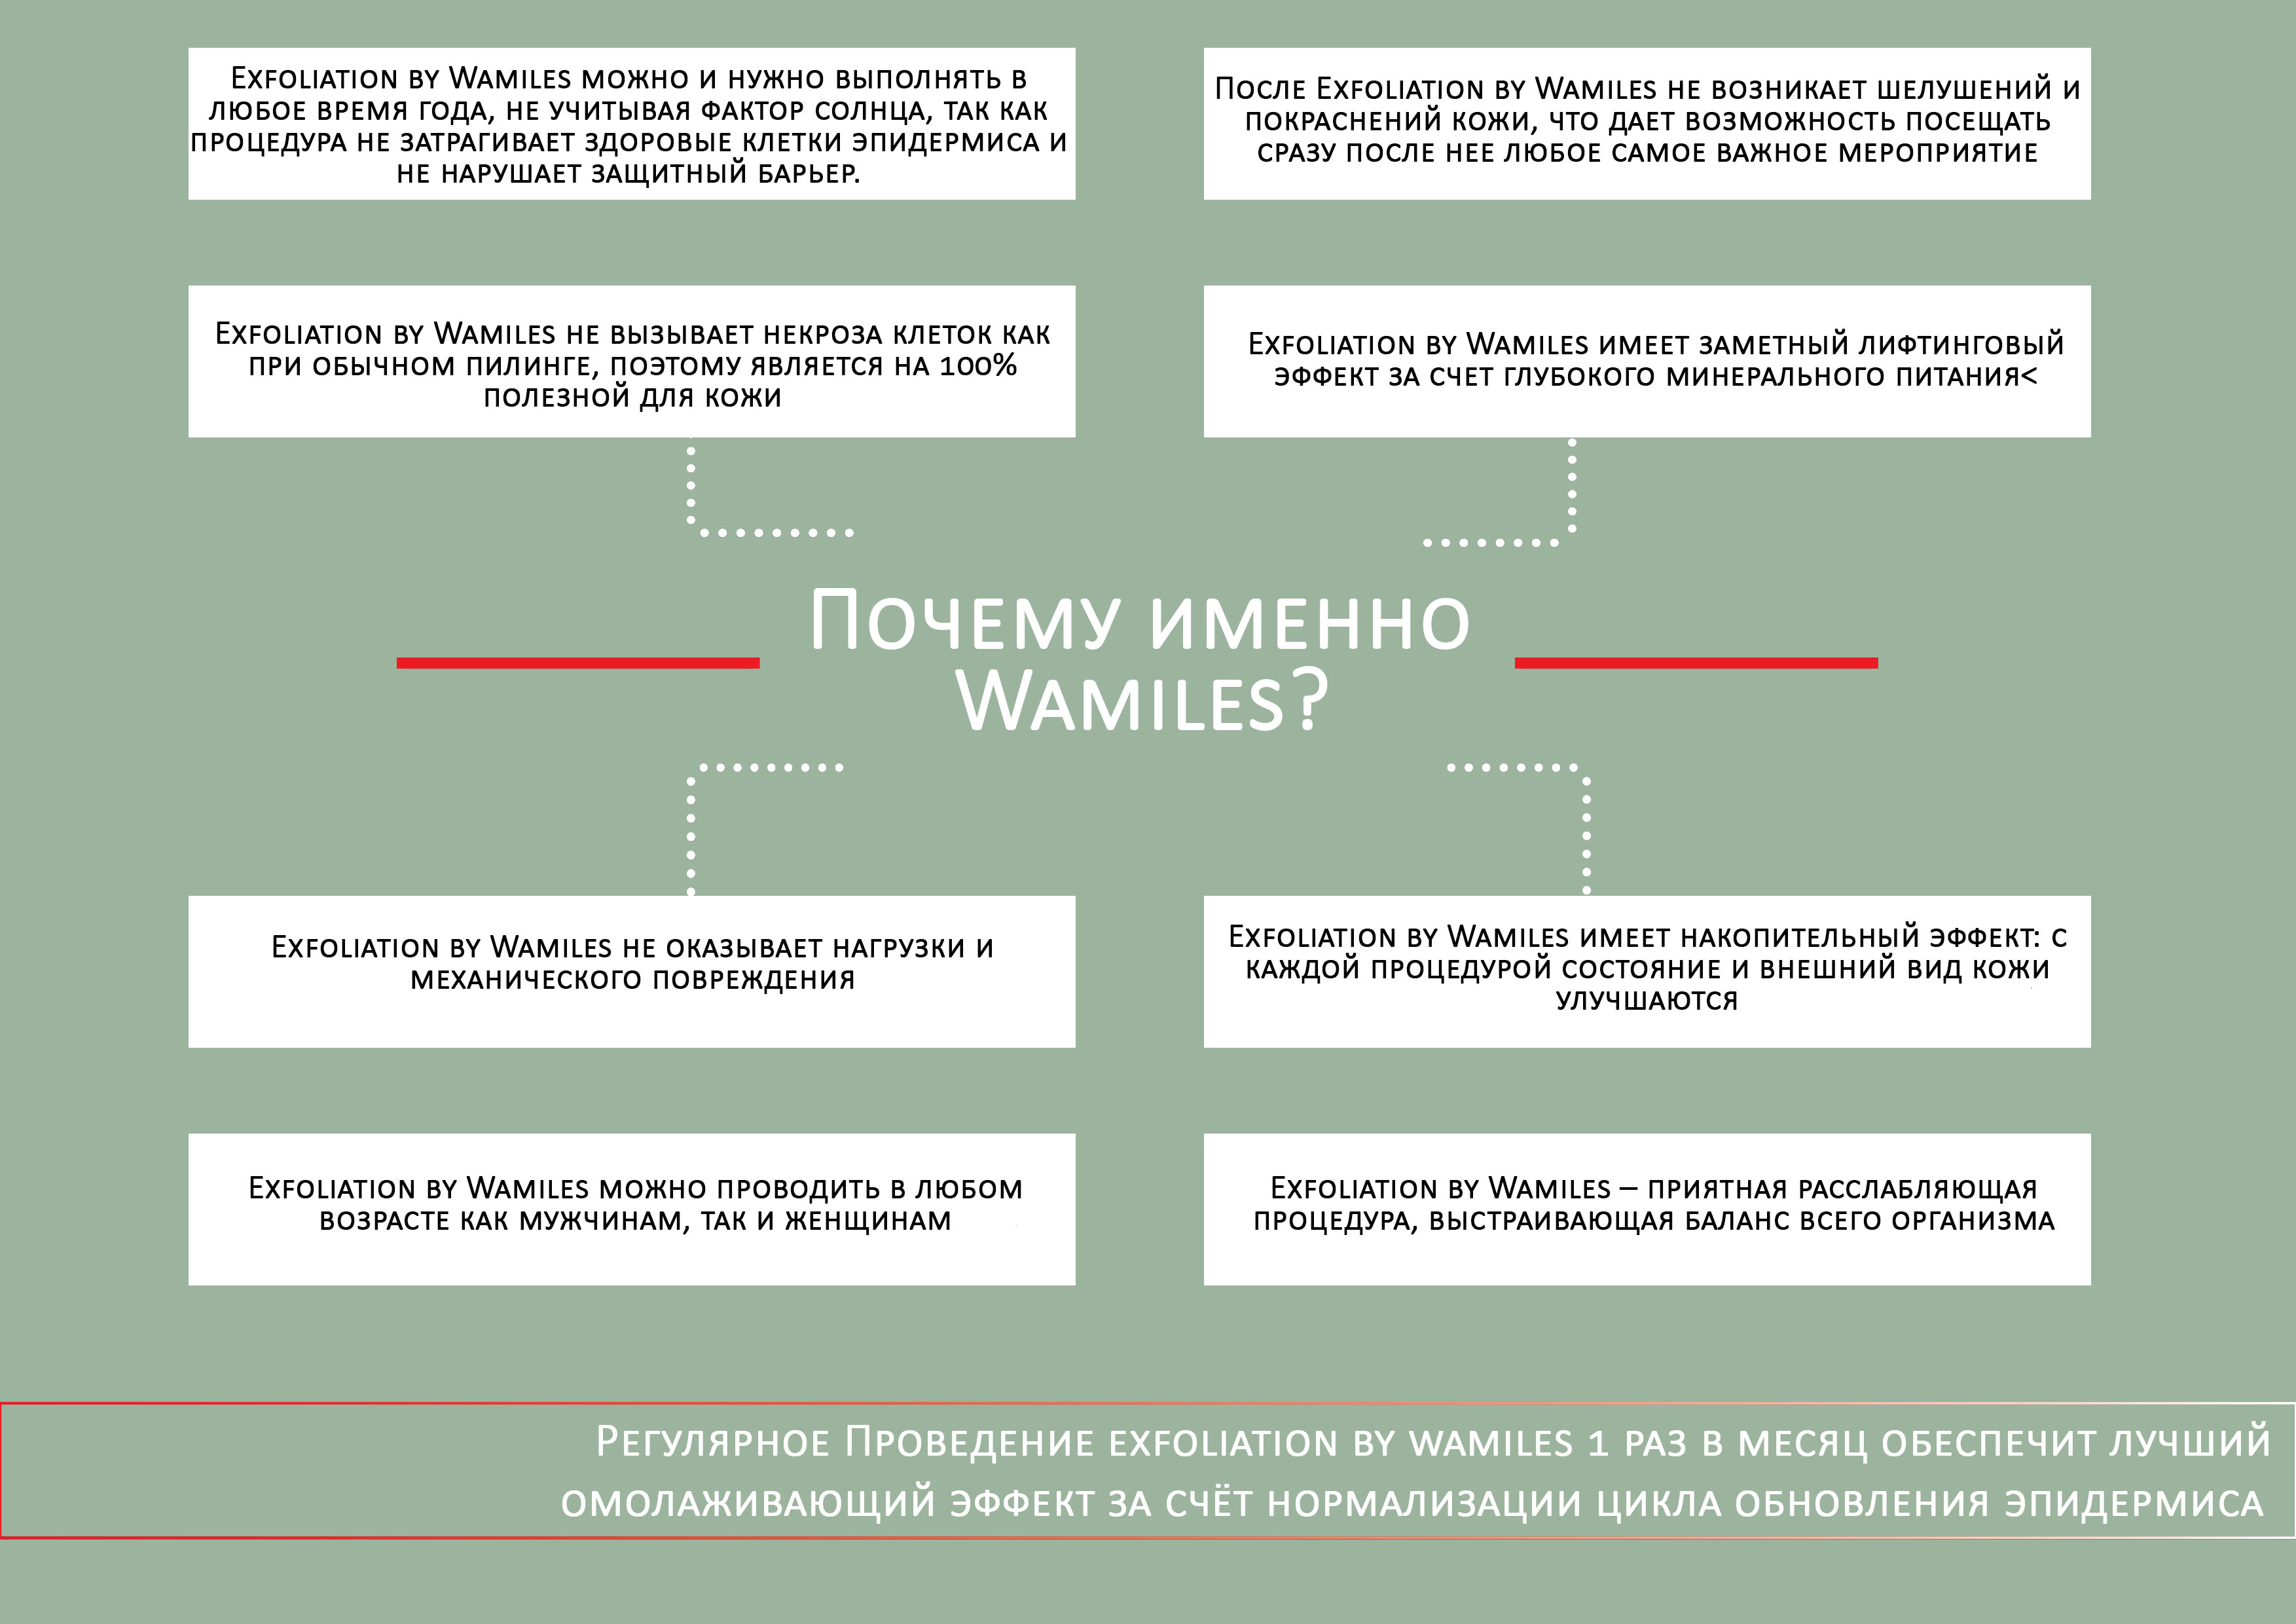 Exfoliation by Wamiles можно и нужно выполнять в
любое время года, не учитывая фактор солнца, так как
процедура не затрагивает здоровые клетки эпидермиса и
не нарушает защитный барьер.
После Exfoliation by Wamiles не возникает шелушений и
покраснений кожи, что дает возможность посещать
сразу после нее любое самое важное мероприятие
Exfoliation by Wamiles не вызывает некроза клеток как
при обычном пилинге, поэтому является на 100%
полезной для кожи
Exfoliation by Wamiles имеет заметный лифтинговый
эффект за счет глубокого минерального питания<
Почему именно
Wamiles?
Exfoliation by Wamiles не оказывает нагрузки и
механического повреждения
Exfoliation by Wamiles имеет накопительный эффект: с
каждой процедурой состояние и внешний вид кожи
улучшаются
Exfoliation by Wamiles можно проводить в любом
возрасте как мужчинам, так и женщинам
Exfoliation by Wamiles – приятная расслабляющая
процедура, выстраивающая баланс всего организма
Регулярное Проведение exfoliation by wamiles 1 раз в месяц обеспечит лучший
омолаживающий эффект за счёт нормализации цикла обновления эпидермиса